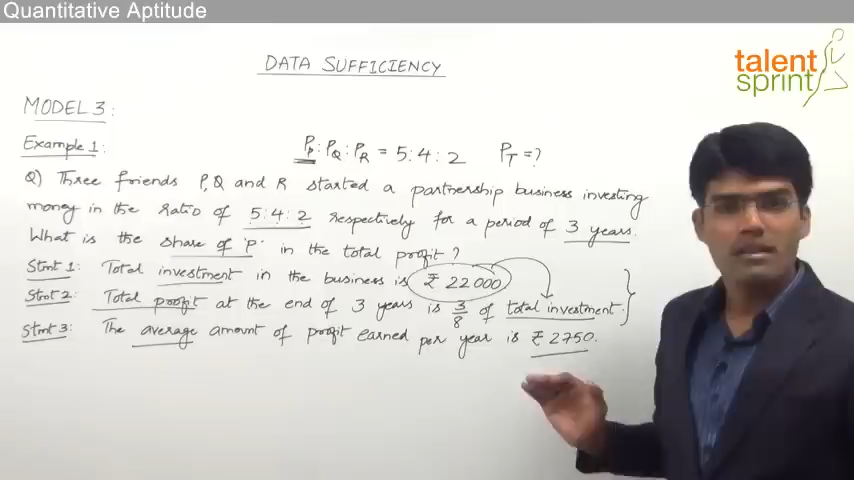 Quantitative Aptitude
DATA SUFFICIENCY
talent
sprint
MODEL 3:
Example 1:
P_P : P_Q : P_R = 5:4:2 P_T = ?
Q) Three friends P, Q and R started a partnership business investing
money in the ratio of 5:4:2 respectively for a period of 3 years.
What is the share of 'P' in the total profit?
Stmt 1: Total investment in the business is ₹ 22000
Stmt 2: Total profit at the end of 3 years is 3/8 of total investment.
Stmt 3: The average amount of profit earned per year is ₹ 2750.